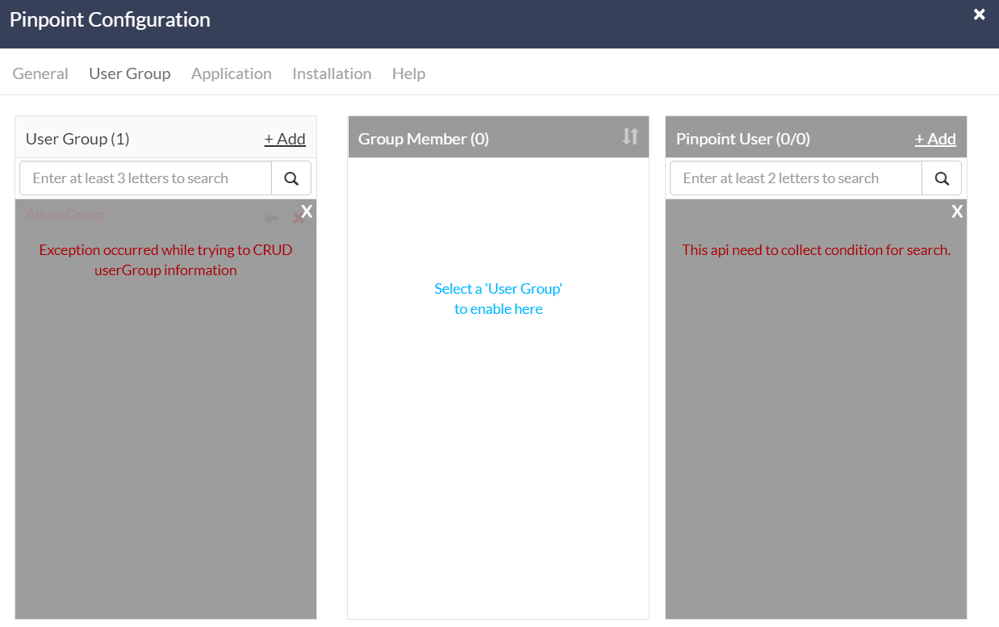 Pinpoint Configuration
General User Group Application Installation Help
User Group (1) + Add
Enter at least 3 letters to search
AdminGroup
X
Exception occurred while trying to CRUD
userGroup information
Group Member (0)
Select a 'User Group'
to enable here
Pinpoint User (0/0) + Add
Enter at least 2 letters to search
X
This api need to collect condition for search.